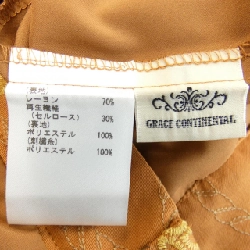 (表地)
レーヨン 70%
再生繊維
(セルロース) 30%
(裏地)
ポリエステル 100%
(刺繍糸)
ポリエステル 100%
GRACE CONTINENTAL